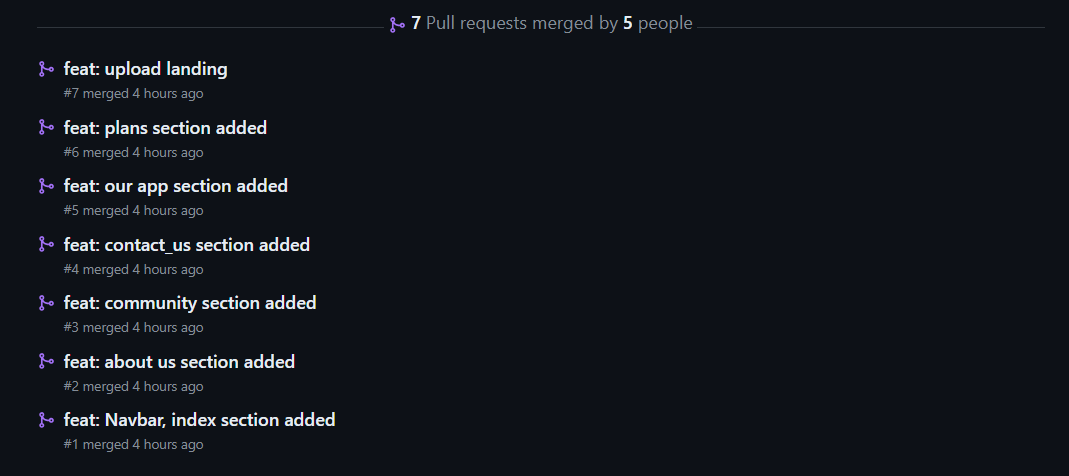 7 Pull requests merged by 5 people
feat: upload landing
#7 merged 4 hours ago
feat: plans section added
#6 merged 4 hours ago
feat: our app section added
#5 merged 4 hours ago
feat: contact_us section added
#4 merged 4 hours ago
feat: community section added
#3 merged 4 hours ago
feat: about us section added
#2 merged 4 hours ago
feat: Navbar, index section added
#1 merged 4 hours ago